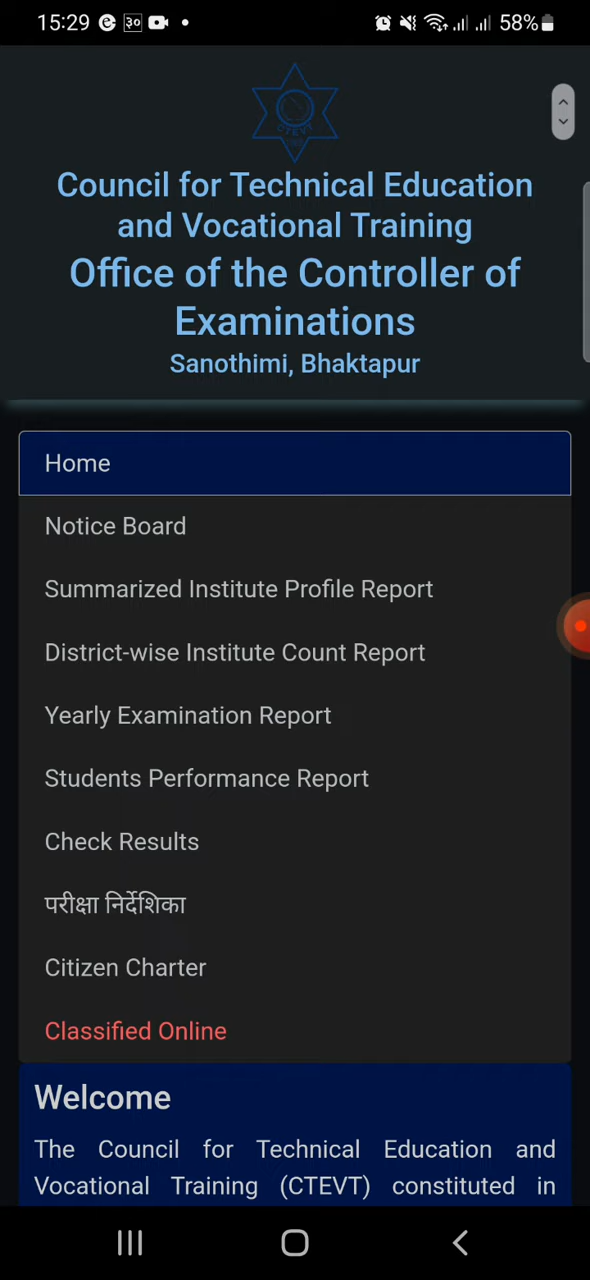 15:29 ३० 58%
CTEVT
Council for Technical Education
and Vocational Training
Office of the Controller of
Examinations
Sanothimi, Bhaktapur
Home
Notice Board
Summarized Institute Profile Report
District-wise Institute Count Report
Yearly Examination Report
Students Performance Report
Check Results
परीक्षा निर्देशिका
Citizen Charter
Classified Online
Welcome
The Council for Technical Education and
Vocational Training (CTEVT) constituted in